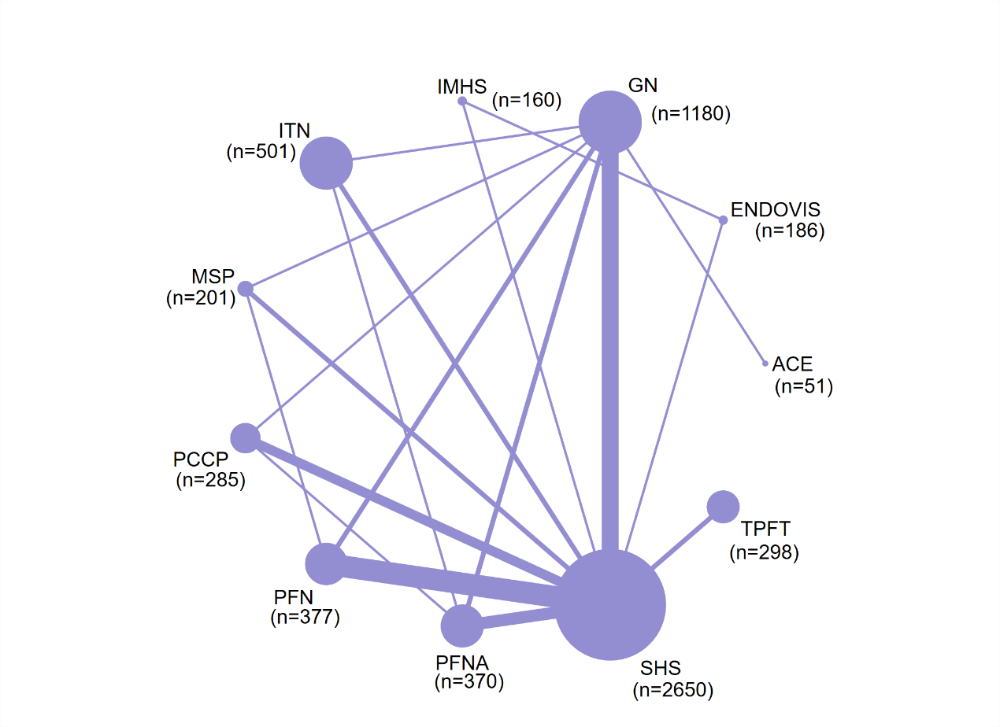 IMHS
(n=160)
GN
(n=1180)
ITN
(n=501)
ENDOVIS
(n=186)
MSP
(n=201)
ACE
(n=51)
PCCP
(n=285)
TPFT
(n=298)
PFN
(n=377)
PFNA
(n=370)
SHS
(n=2650)